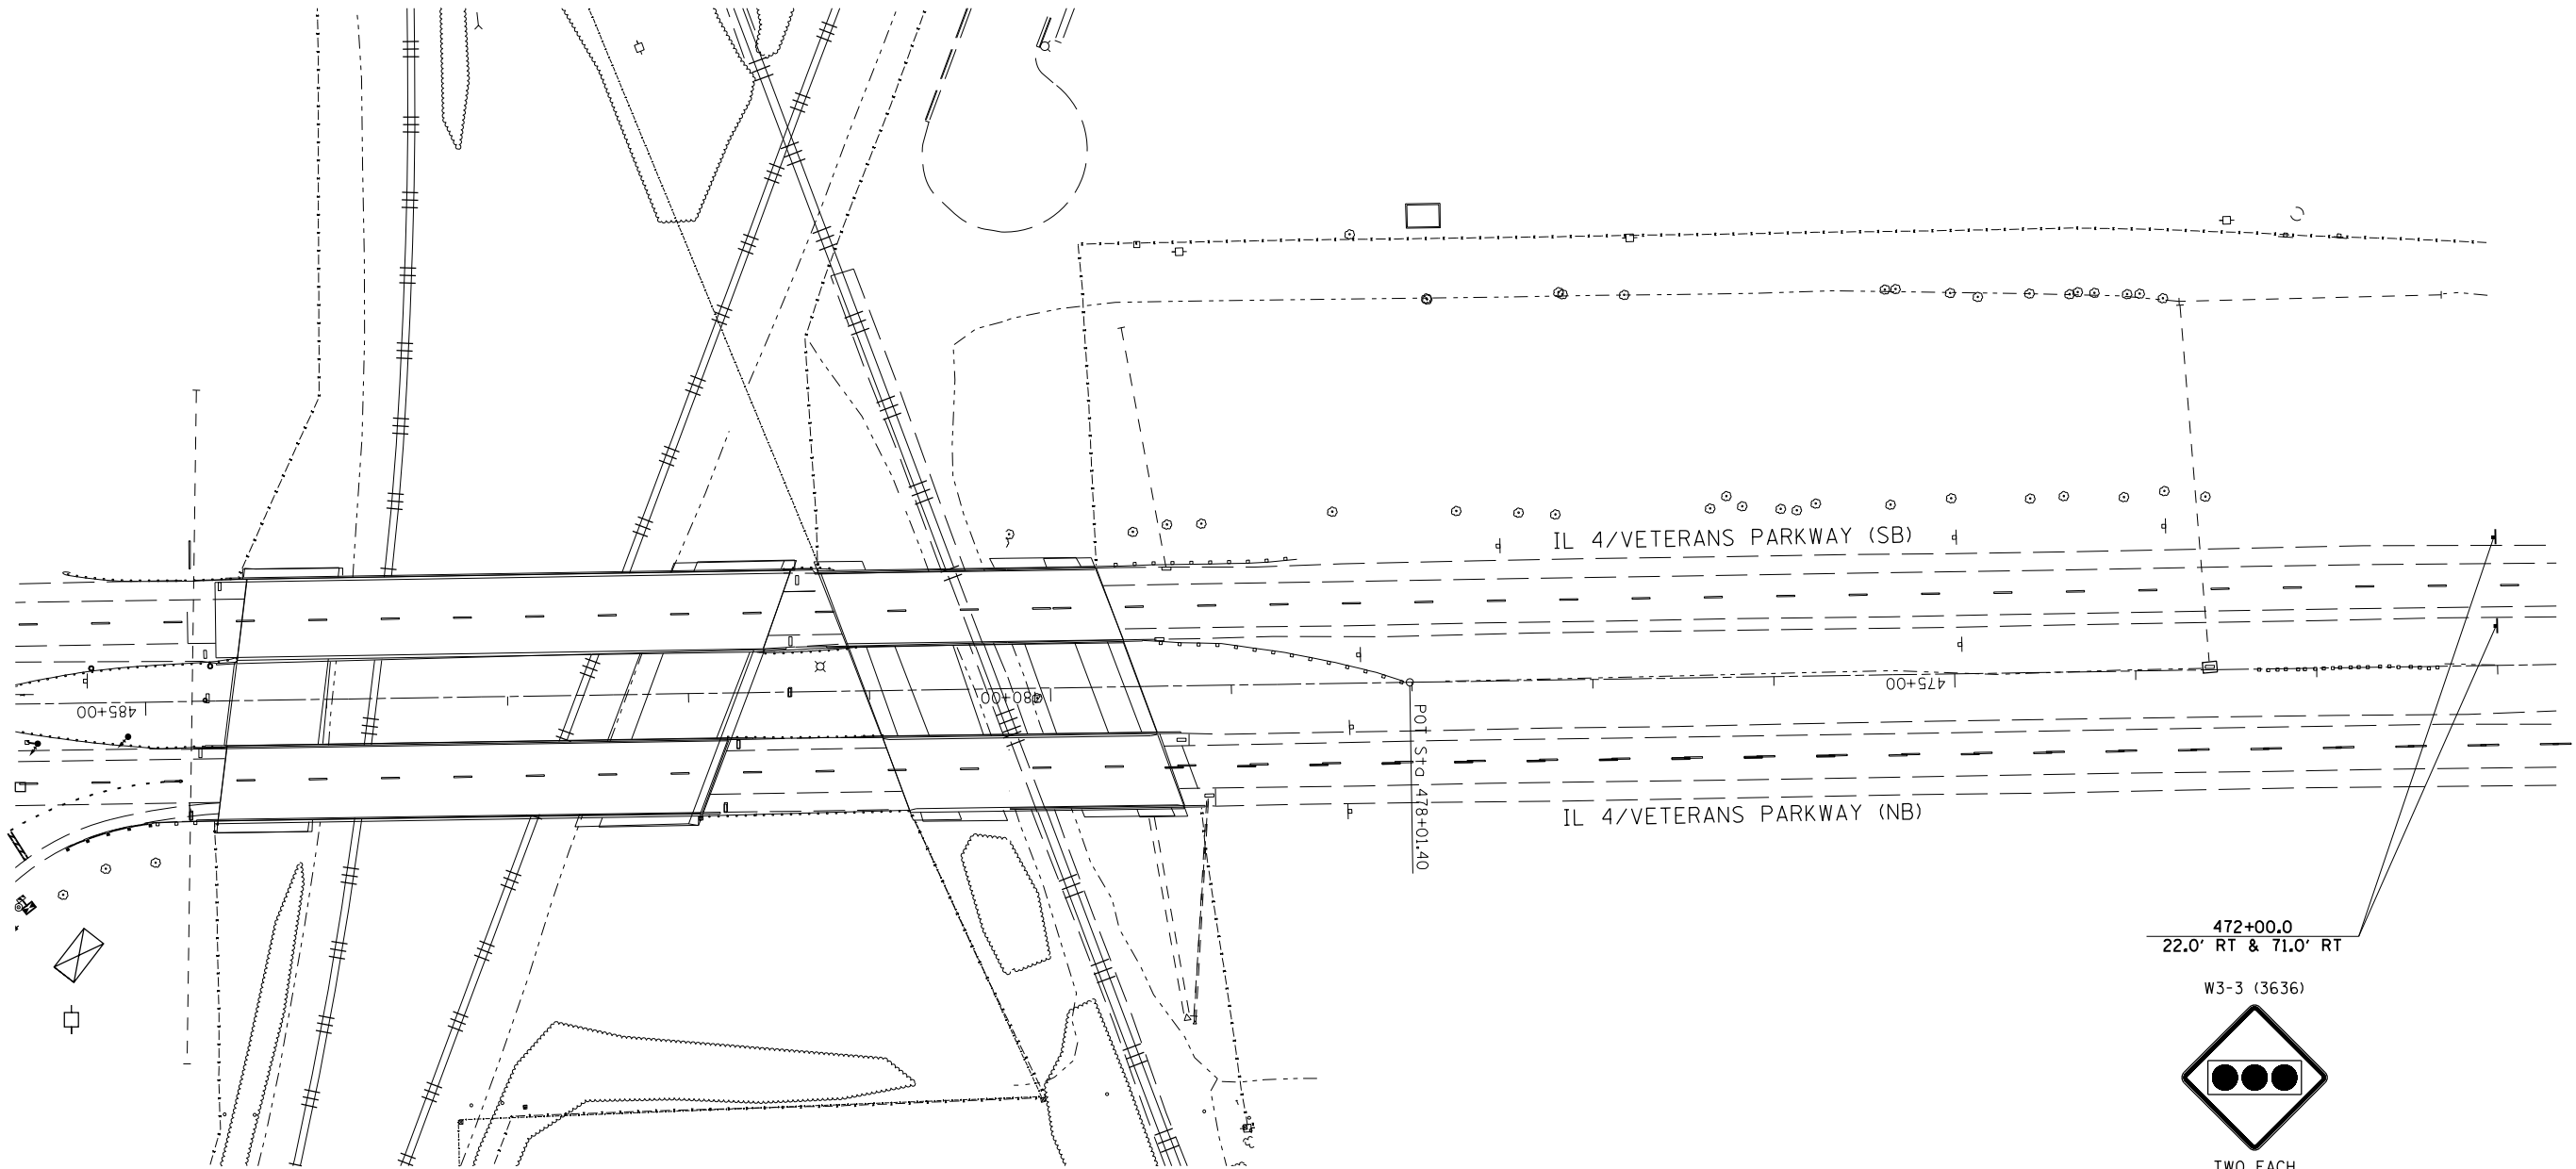 IL 4/VETERANS PARKWAY (SB)
485+00
480+00
475+00
POT Sta 478+01.40
IL 4/VETERANS PARKWAY (NB)
472+00.0
22.0' RT & 71.0' RT
W3-3 (3636)
TWO EACH